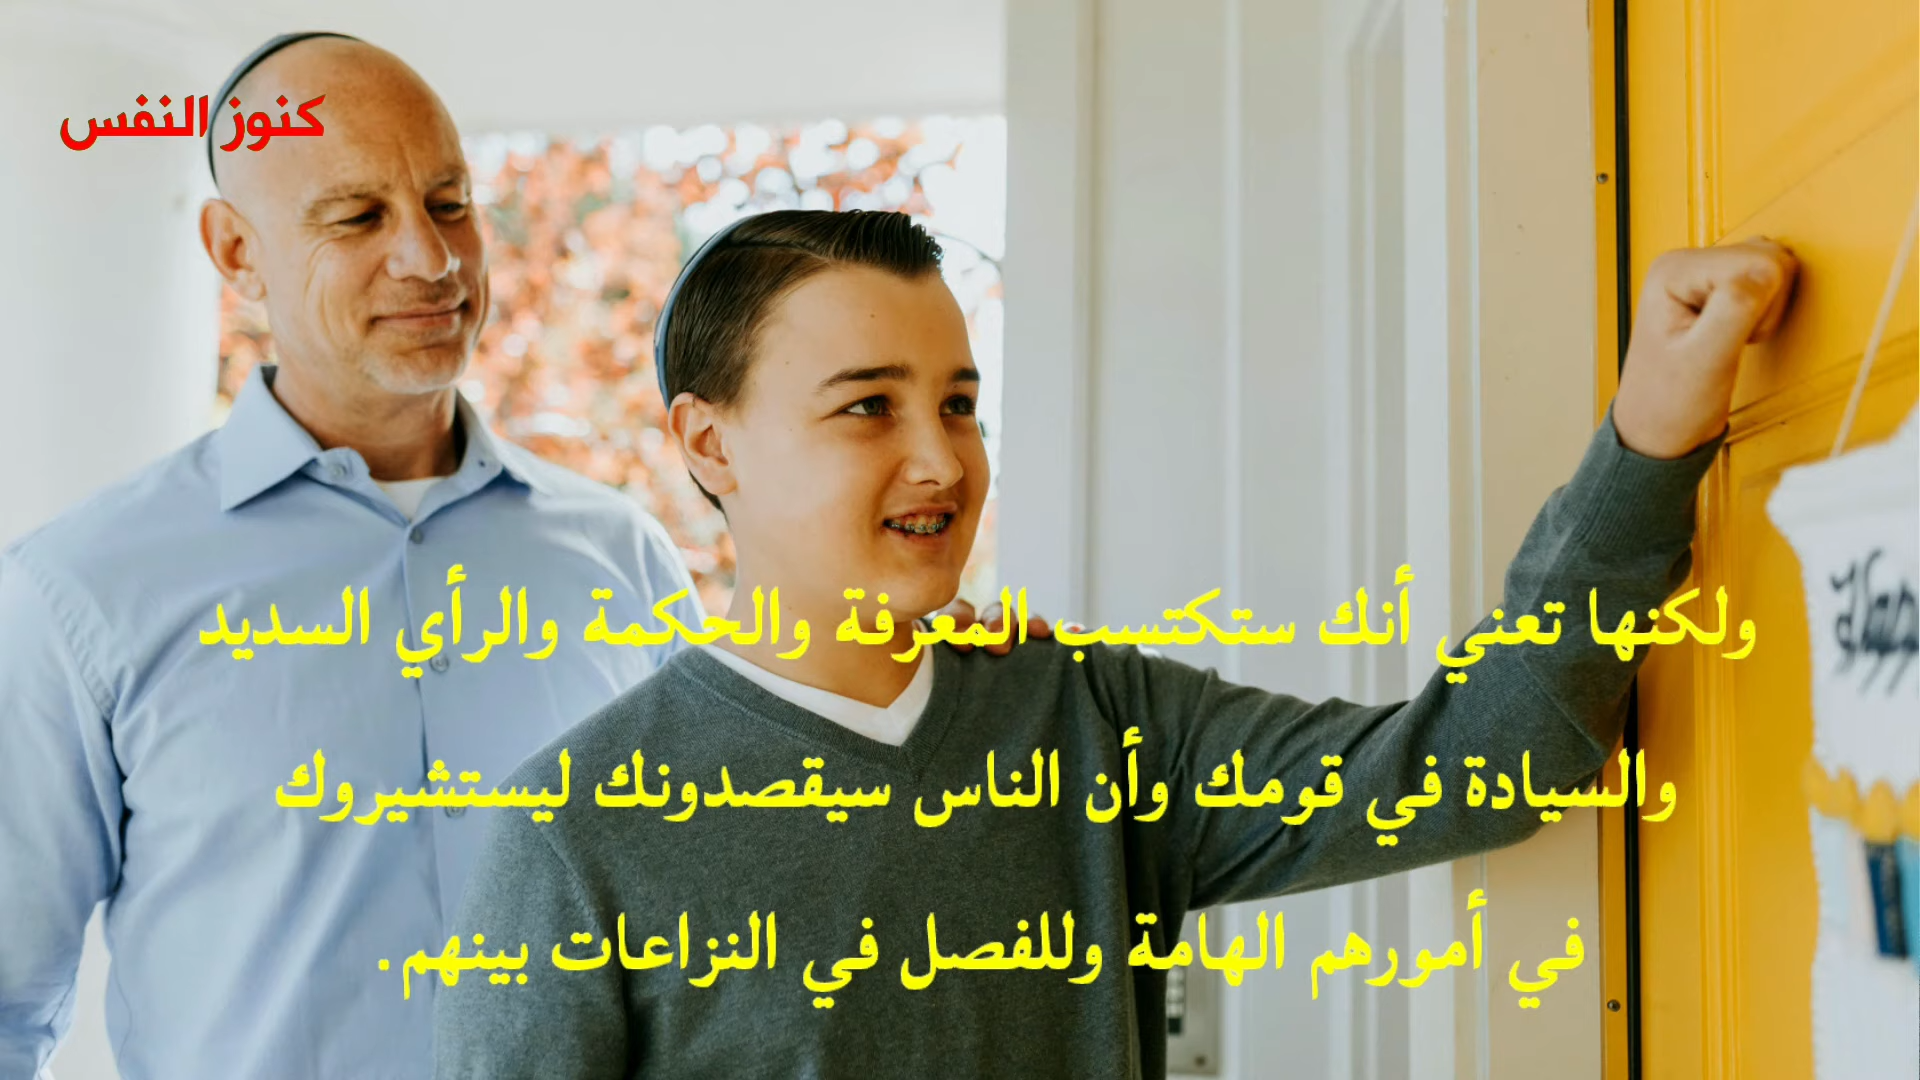 كنوز النفس
ولكنها تعني أنك ستكتسب المعرفة والحكمة والرأي السديد
والسيادة في قومك وأن الناس سيقصدونك ليستشيروك
في أمورهم الهامة وللفصل في النزاعات بينهم.